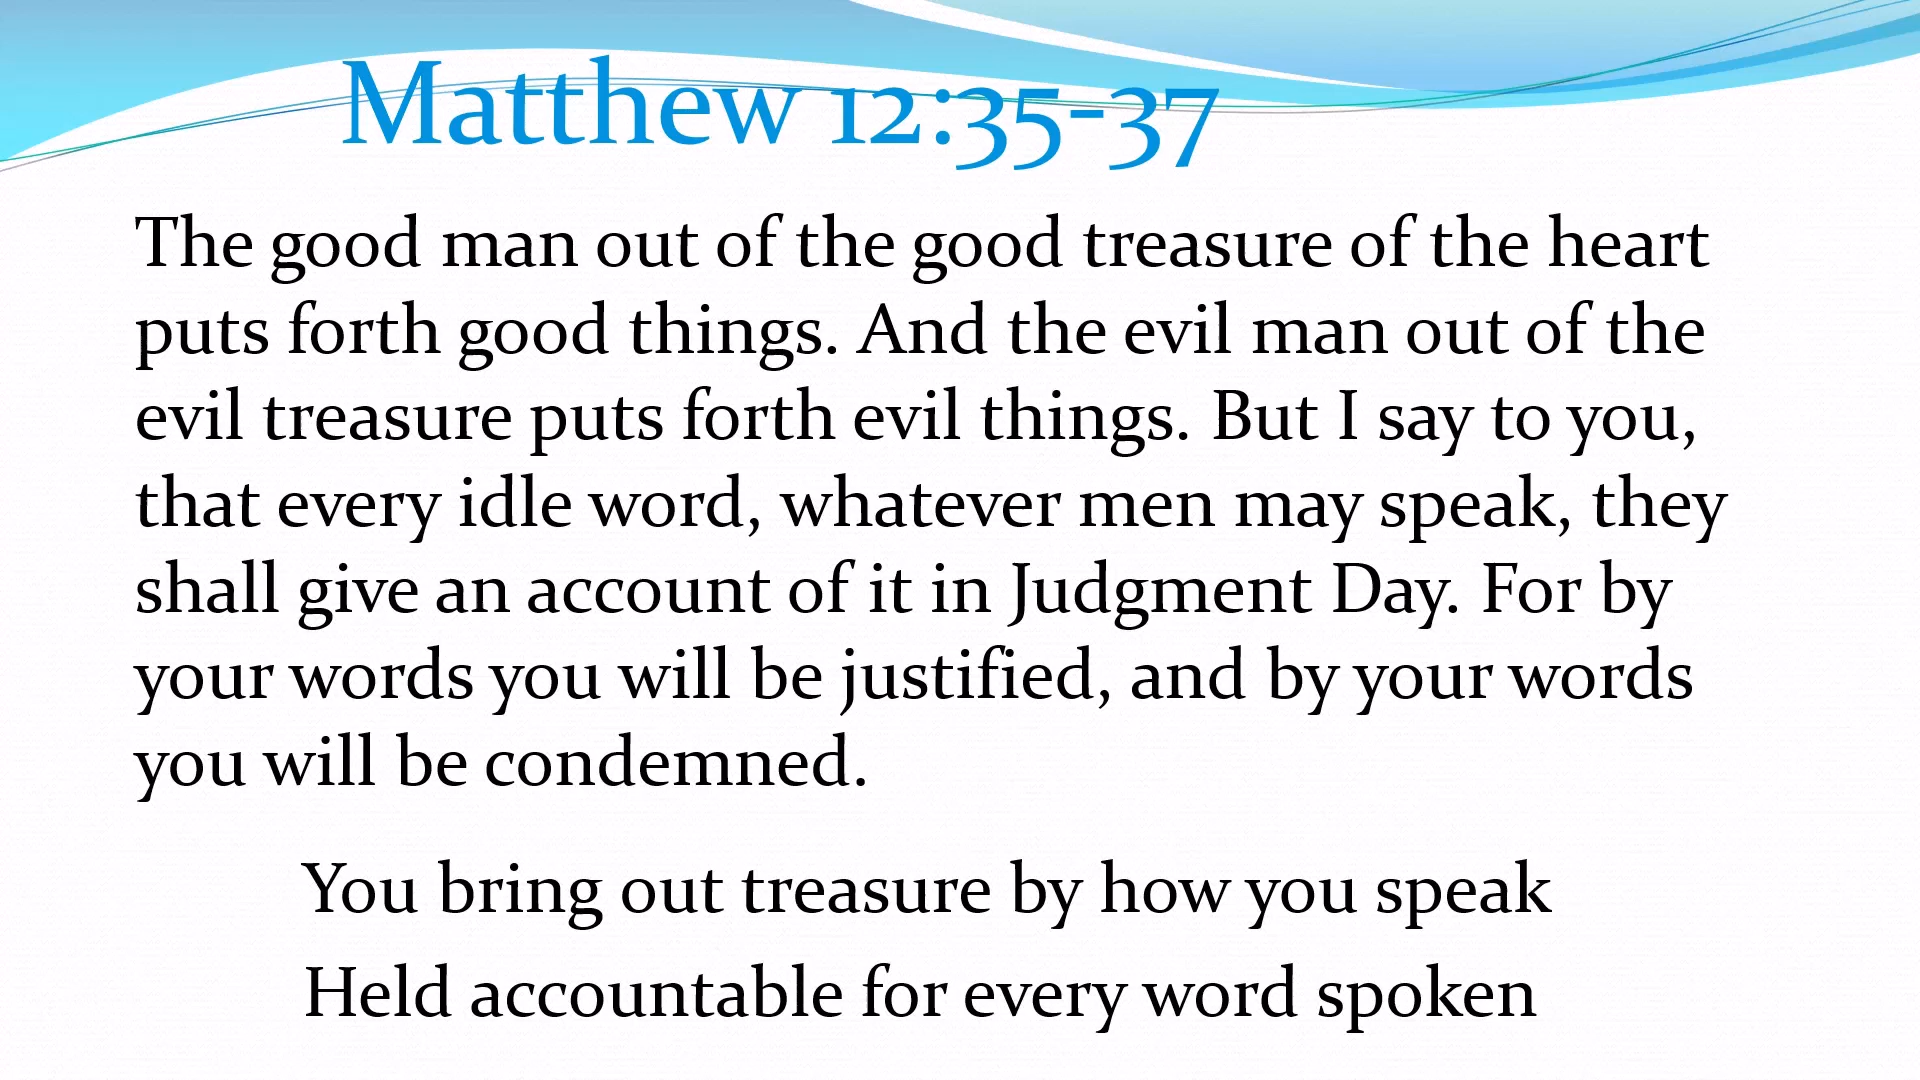 Matthew 12:35-37
The good man out of the good treasure of the heart
puts forth good things. And the evil man out of the
evil treasure puts forth evil things. But I say to you,
that every idle word, whatever men may speak, they
shall give an account of it in Judgment Day. For by
your words you will be justified, and by your words
you will be condemned.
You bring out treasure by how you speak
Held accountable for every word spoken